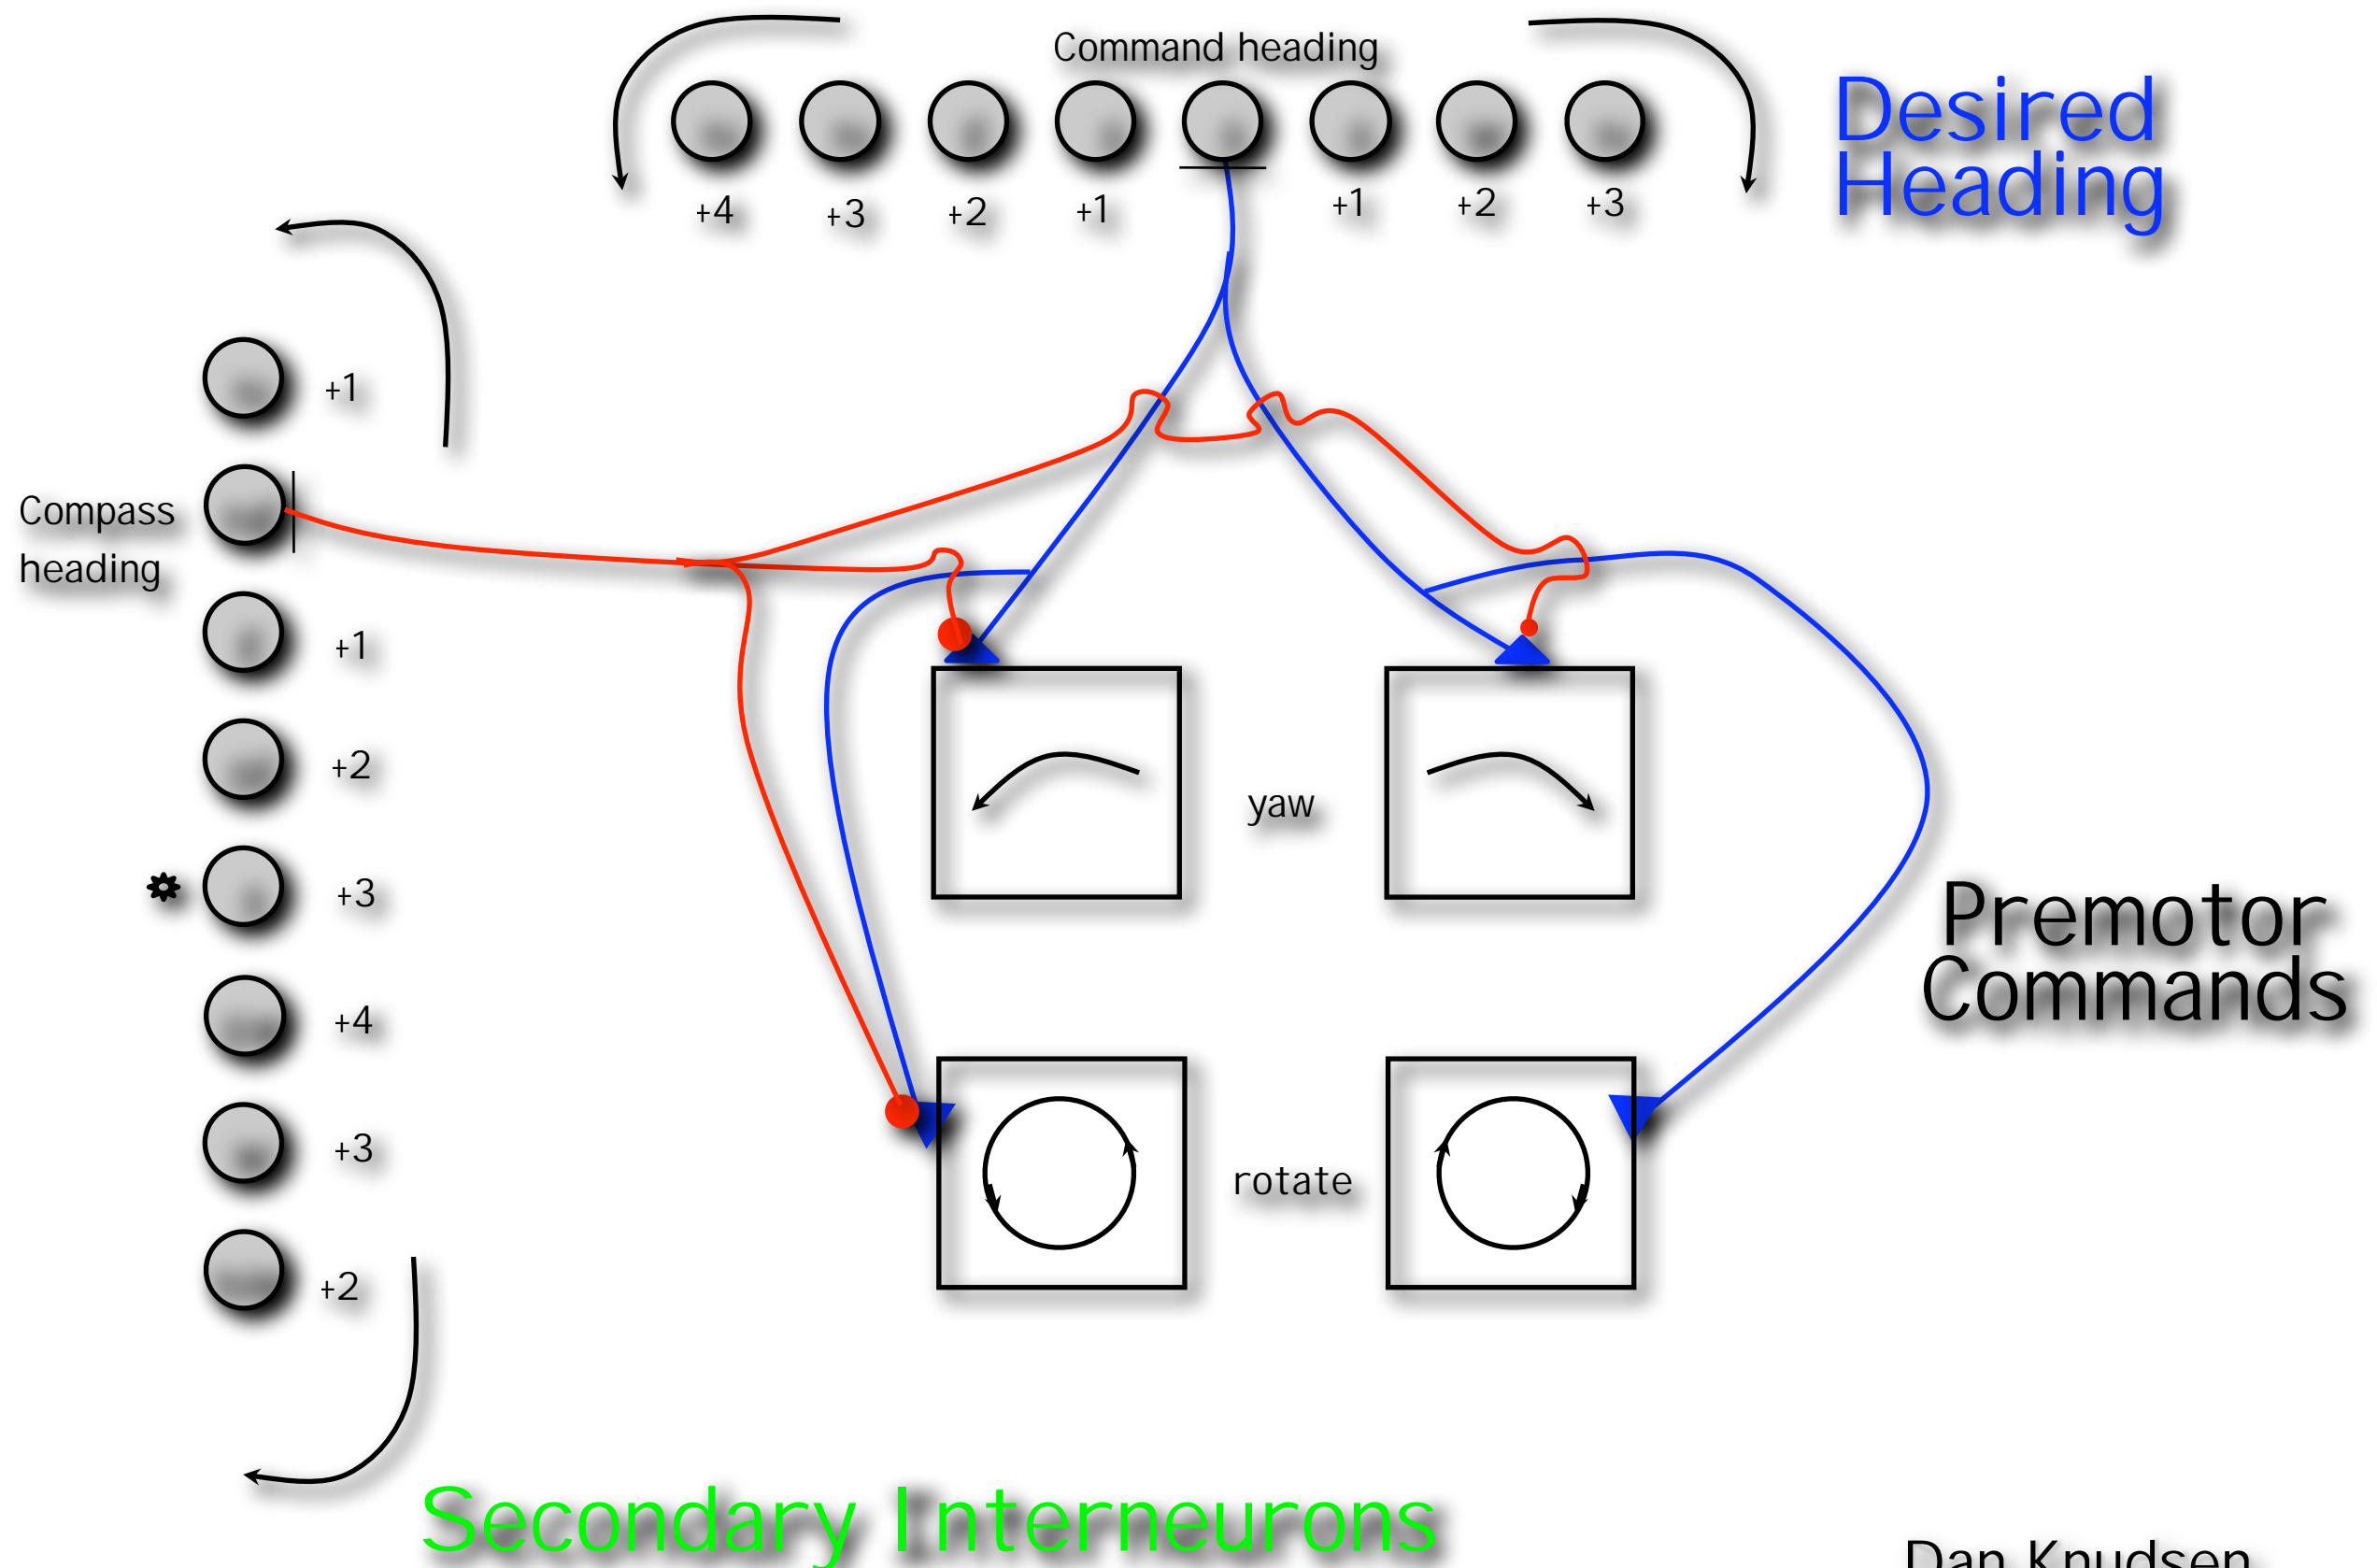 Command heading
Desired
Heading
+4
+3
+2
+1
+1
+2
+3
+1
Compass
heading
+1
+2
yaw
+3
Premotor
Commands
+4
+3
rotate
+2
Secondary Interneurons
Dan Knudsen